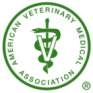 AMERICAN VETERINARY MEDICAL
ASSOCIATION
®